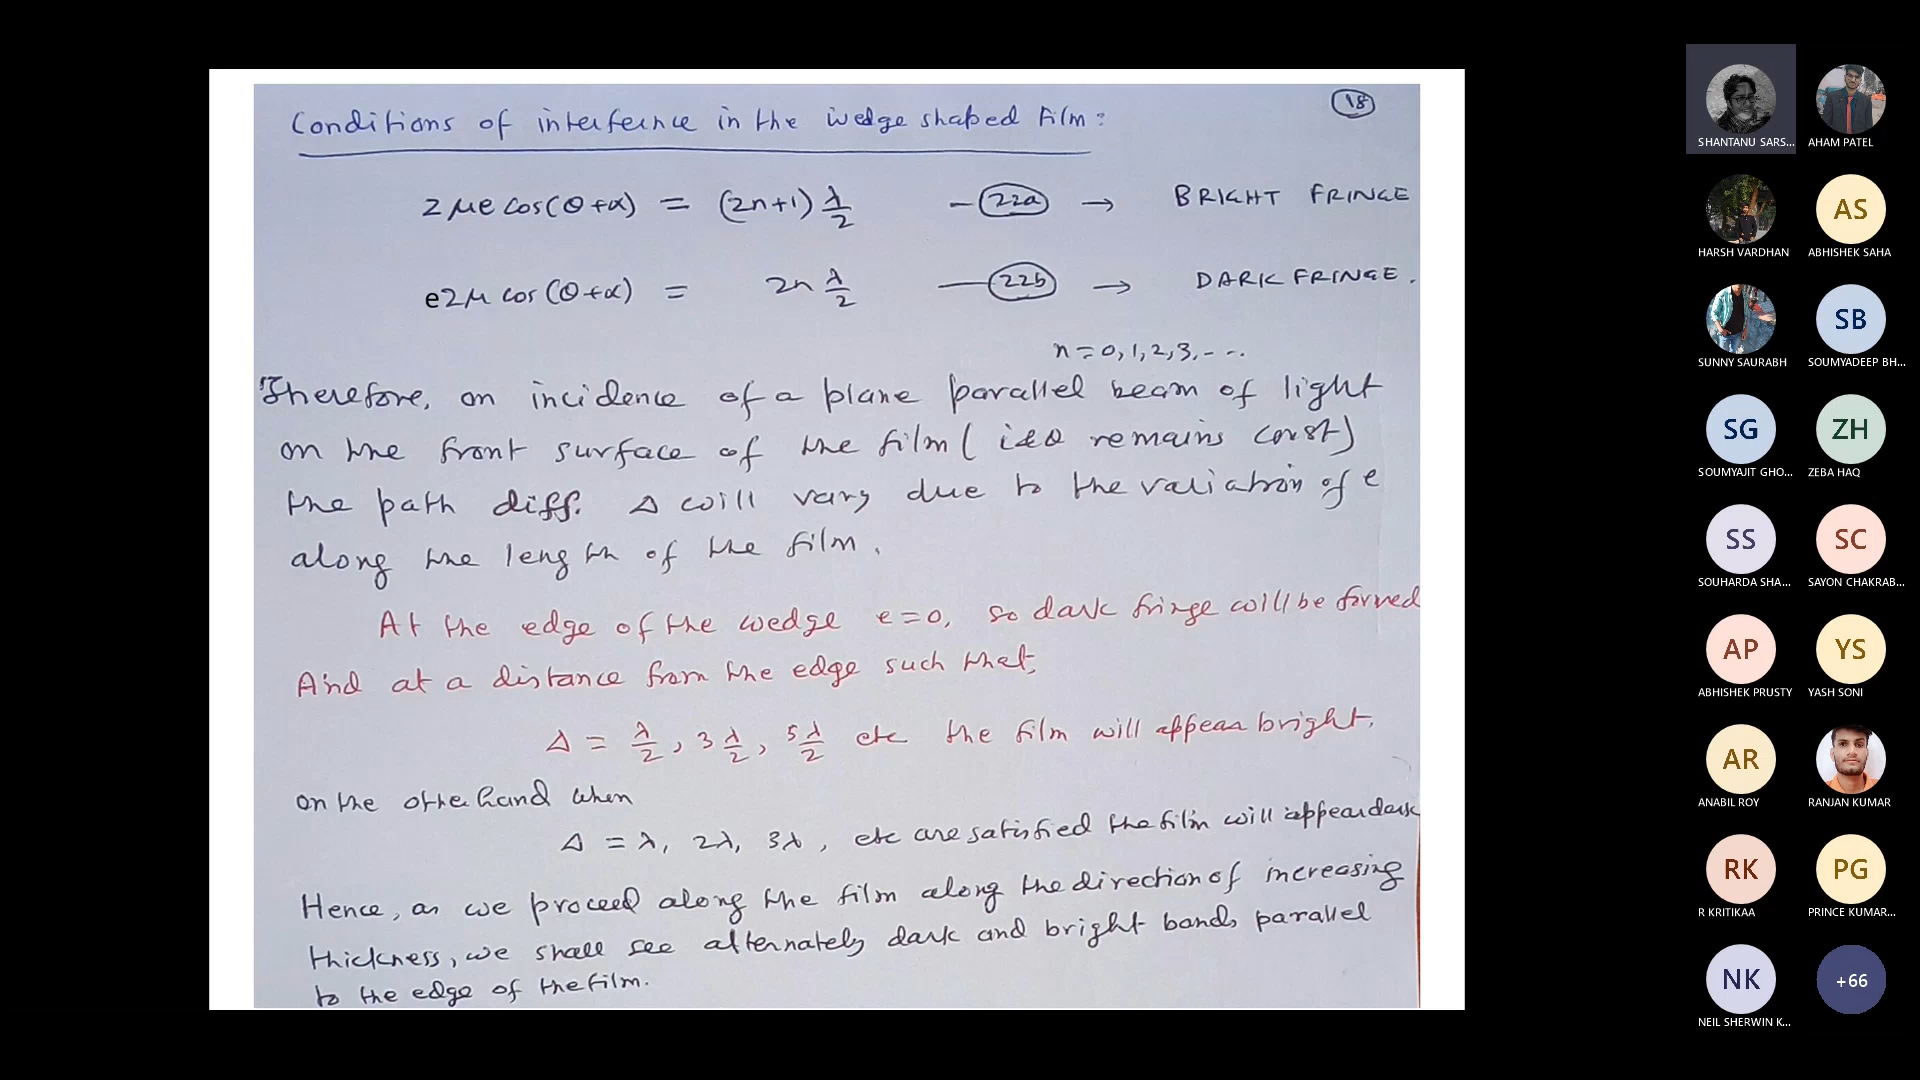 Conditions of interfernce in the wedge shaped film:
18
2μe cos(θ+α) = (2n+1) λ/2 - 22a → BRIGHT FRINGE
e2μ cos(θ+α) = 2n λ/2 — 22b → DARK FRINGE.
n=0,1,2,3,-..
Therefore, on incidence of a plane parallel beam of light
on the front surface of the film ( i&θ remains const)
the path diff. Δ will vary due to the variation of e
along the length of the film.
At the edge of the wedge e=0, so dark fringe will be formed
And at a distance from the edge such that,
Δ = λ/2, 3λ/2, 5λ/2 etc the film will appear bright.
on the other hand when
Δ = λ, 2λ, 3λ, etc are satisfied the film will appear dark
Hence, as we proceed along the film along the direction of increasing
thickness, we shall see alternately dark and bright bands parallel
to the edge of the film.
SHANTANU SARS...
AHAM PATEL
HARSH VARDHAN
AS
ABHISHEK SAHA
SUNNY SAURABH
SB
SOUMYADEEP BH...
SG
SOUMYAJIT GHO...
ZH
ZEBA HAQ
SS
SOUHARDA SHA...
SC
SAYON CHAKRAB...
AP
ABHISHEK PRUSTY
YS
YASH SONI
AR
ANABIL ROY
RANJAN KUMAR
RK
R KRITIKAA
PG
PRINCE KUMAR...
NK
NEIL SHERWIN K...
+66